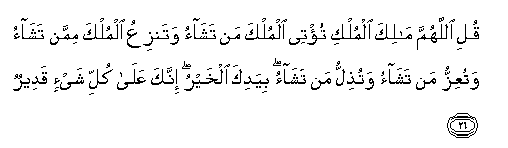 قُلِ ٱللَّهُمَّ مَـٰلِكَ ٱلْمُلْكِ تُؤْتِى ٱلْمُلْكَ مَن تَشَآءُ وَتَنزِعُ ٱلْمُلْكَ مِمَّن تَشَآءُ
وَتُعِزُّ مَن تَشَآءُ وَتُذِلُّ مَن تَشَآءُ ۖ بِيَدِكَ ٱلْخَيْرُ ۖ إِنَّكَ عَلَىٰ كُلِّ شَىْءٍ قَدِيرٌ
٢٦